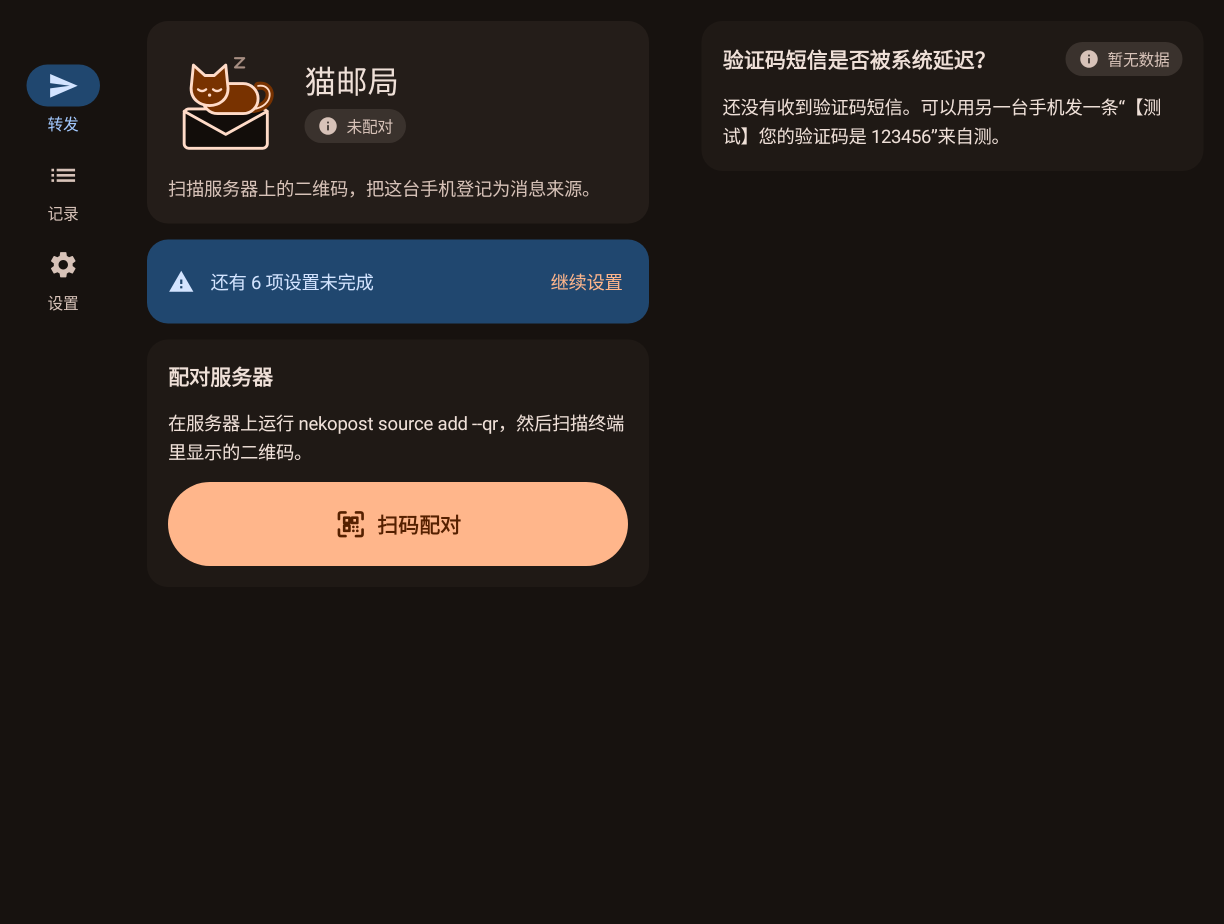 转发
记录
设置
猫邮局
未配对
扫描服务器上的二维码，把这台手机登记为消息来源。
还有 6 项设置未完成
继续设置
配对服务器
在服务器上运行 nekopost source add --qr，然后扫描终端
里显示的二维码。
扫码配对
验证码短信是否被系统延迟？
暂无数据
还没有收到验证码短信。可以用另一台手机发一条“【测
试】您的验证码是 123456”来自测。